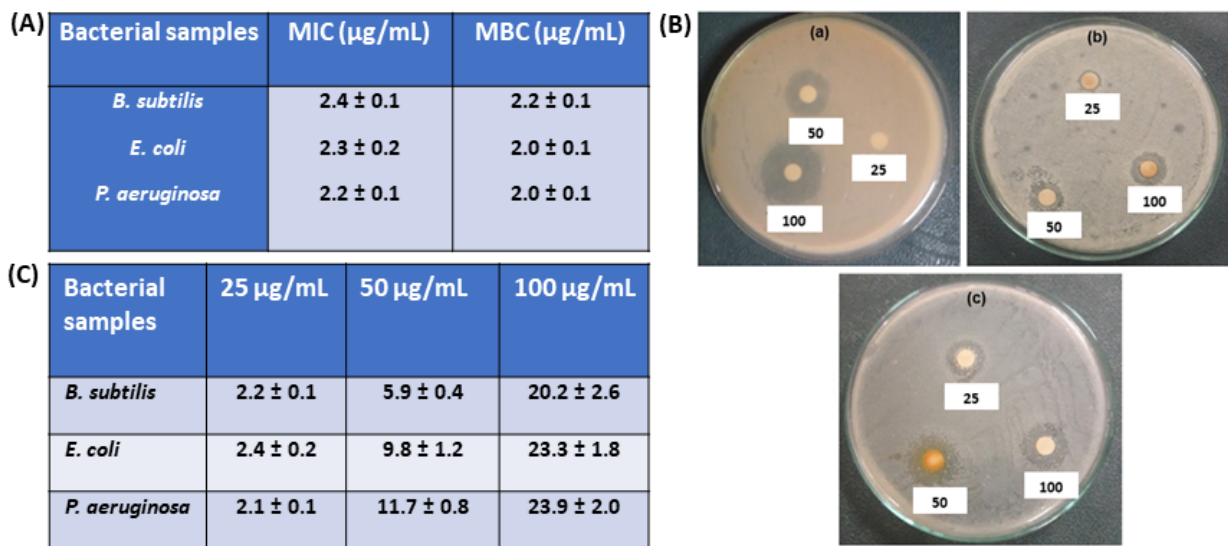 (A)
Bacterial samples MIC (µg/mL) MBC (µg/mL)
B. subtilis 2.4 ± 0.1 2.2 ± 0.1
E. coli 2.3 ± 0.2 2.0 ± 0.1
P. aeruginosa 2.2 ± 0.1 2.0 ± 0.1
(B)
(a)
50
25
100
(b)
25
100
50
(c)
25
50
100
(C)
Bacterial 25 µg/mL 50 µg/mL 100 µg/mL
samples
B. subtilis 2.2 ± 0.1 5.9 ± 0.4 20.2 ± 2.6
E. coli 2.4 ± 0.2 9.8 ± 1.2 23.3 ± 1.8
P. aeruginosa 2.1 ± 0.1 11.7 ± 0.8 23.9 ± 2.0